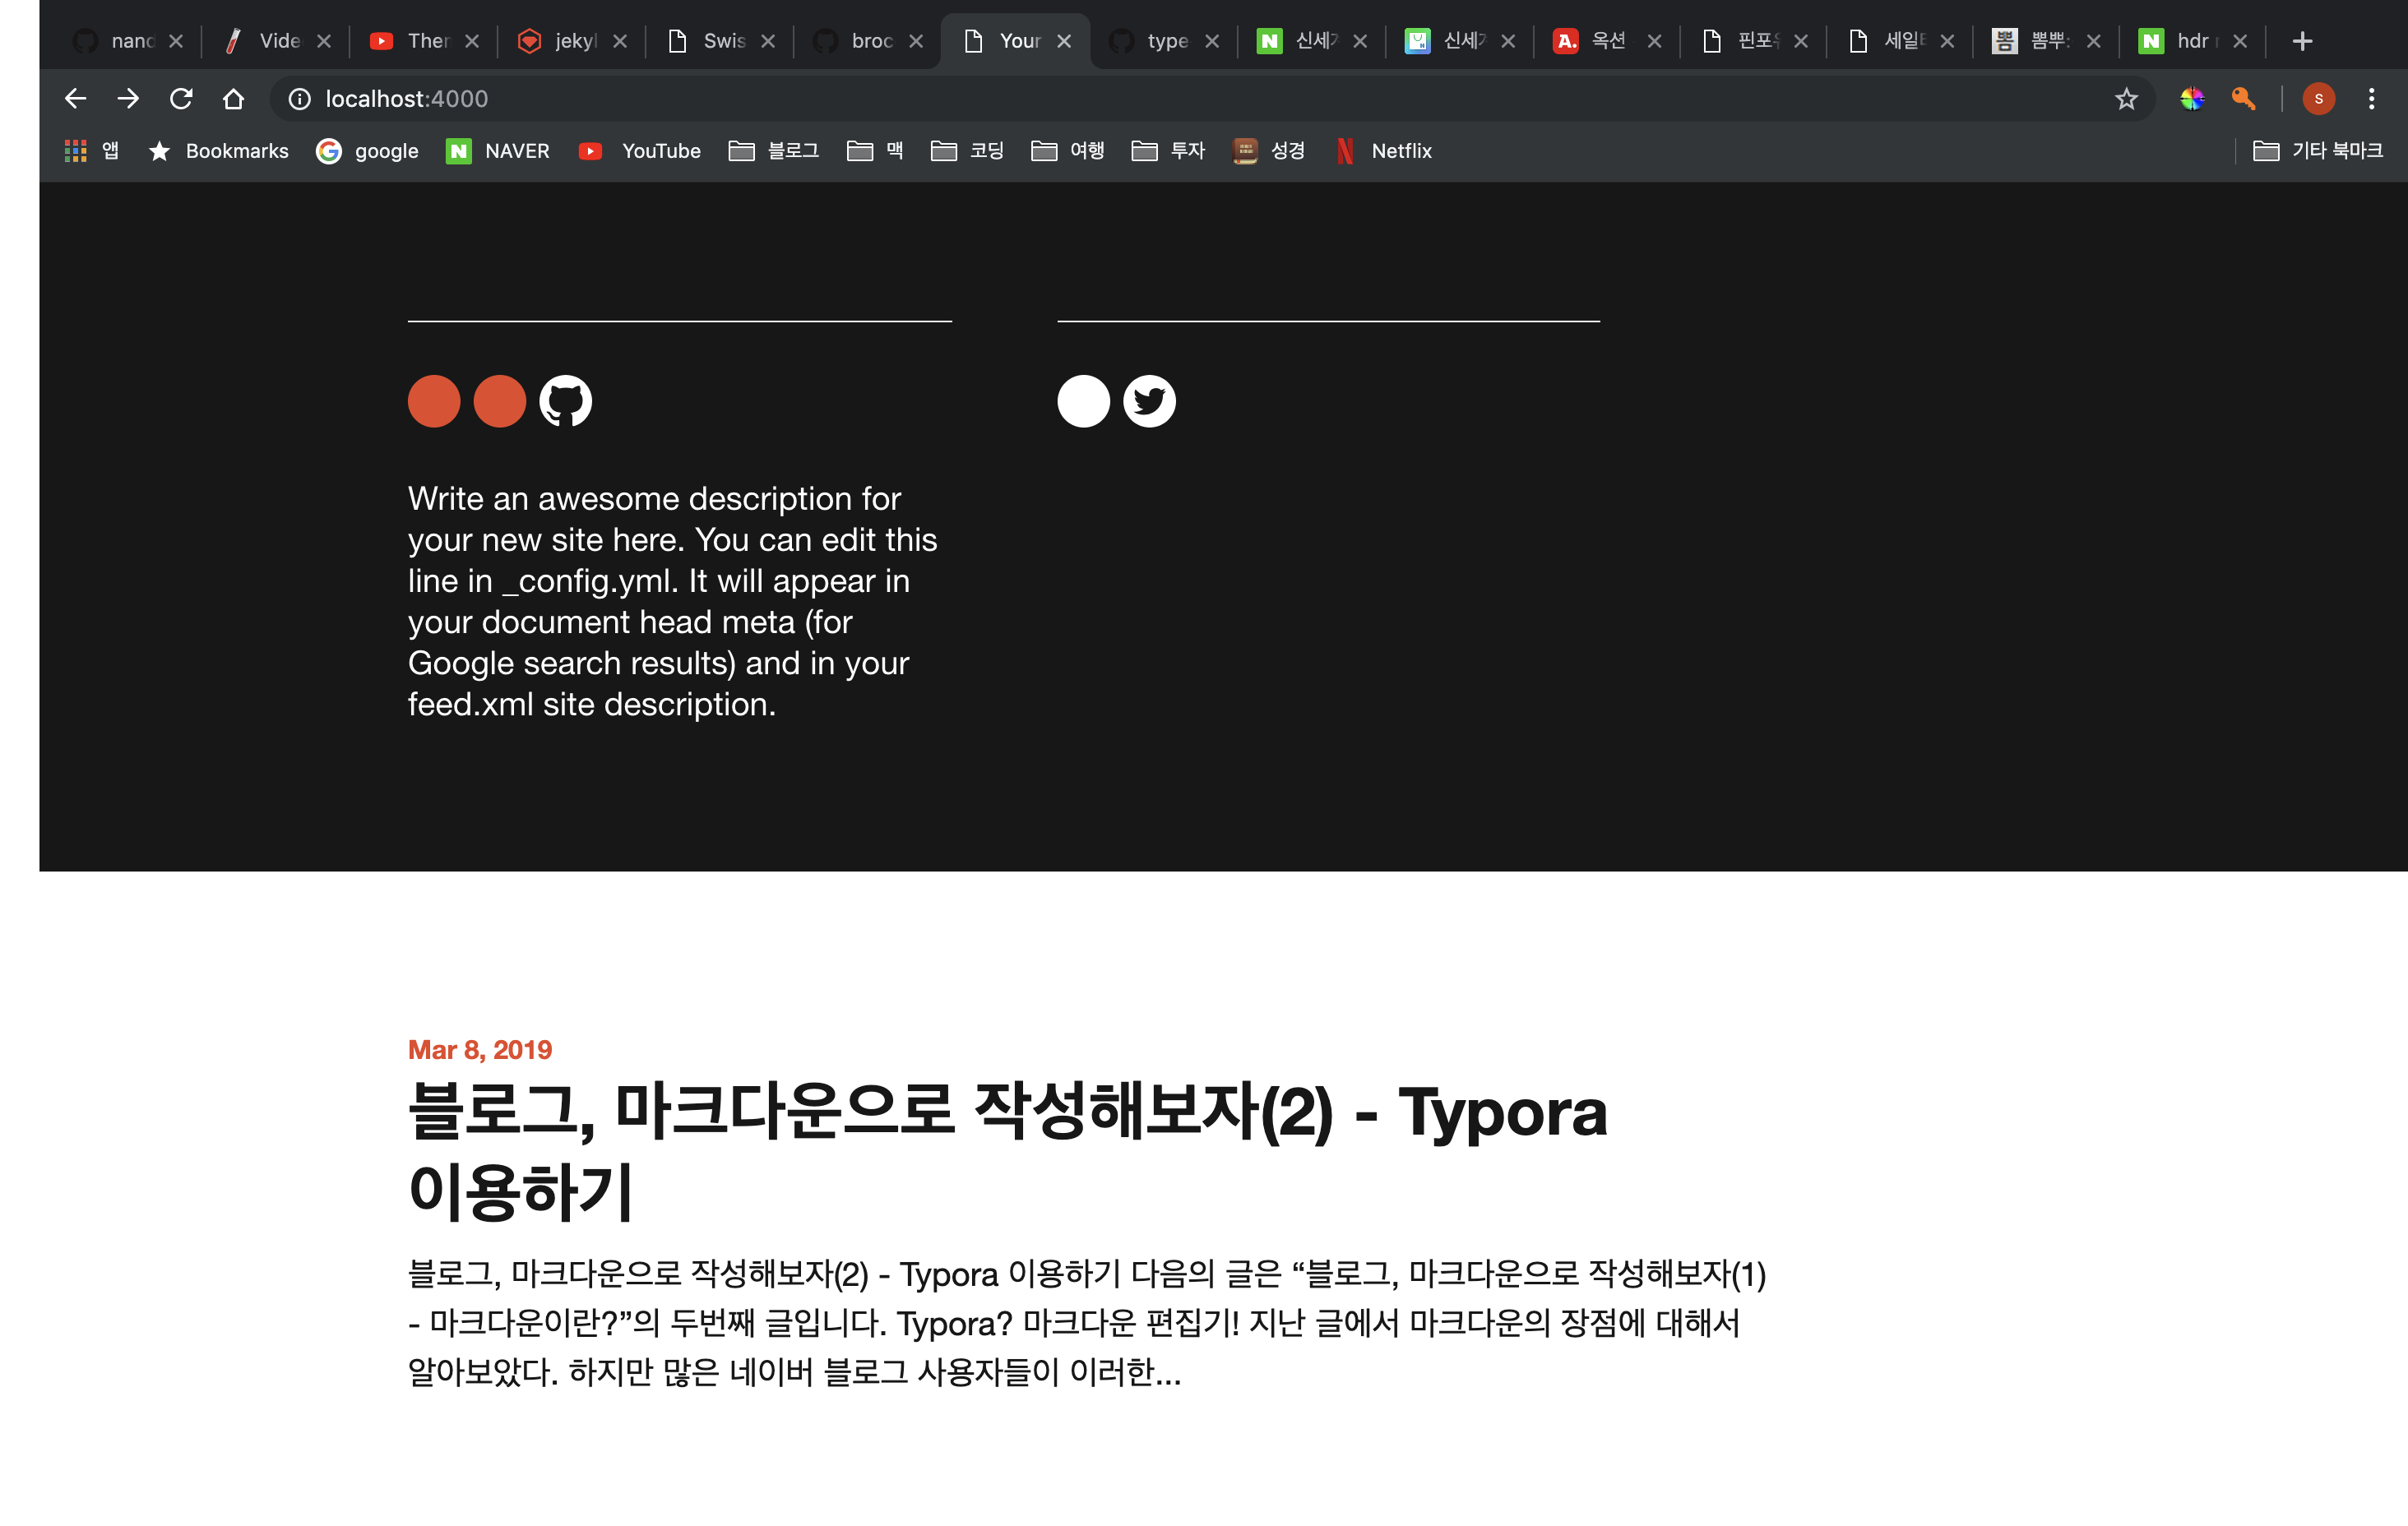 nand Vide Ther jekyl Swis broc Your type 신세 신세 옥션 핀포 세일 뽐뿌: hdr
localhost:4000
앱 Bookmarks google NAVER YouTube 블로그 맥 코딩 여행 투자 성경 Netflix 기타 북마크
Write an awesome description for
your new site here. You can edit this
line in _config.yml. It will appear in
your document head meta (for
Google search results) and in your
feed.xml site description.
Mar 8, 2019
블로그, 마크다운으로 작성해보자(2) - Typora
이용하기
블로그, 마크다운으로 작성해보자(2) - Typora 이용하기 다음의 글은 “블로그, 마크다운으로 작성해보자(1)
- 마크다운이란?”의 두번째 글입니다. Typora? 마크다운 편집기! 지난 글에서 마크다운의 장점에 대해서
알아보았다. 하지만 많은 네이버 블로그 사용자들이 이러한...